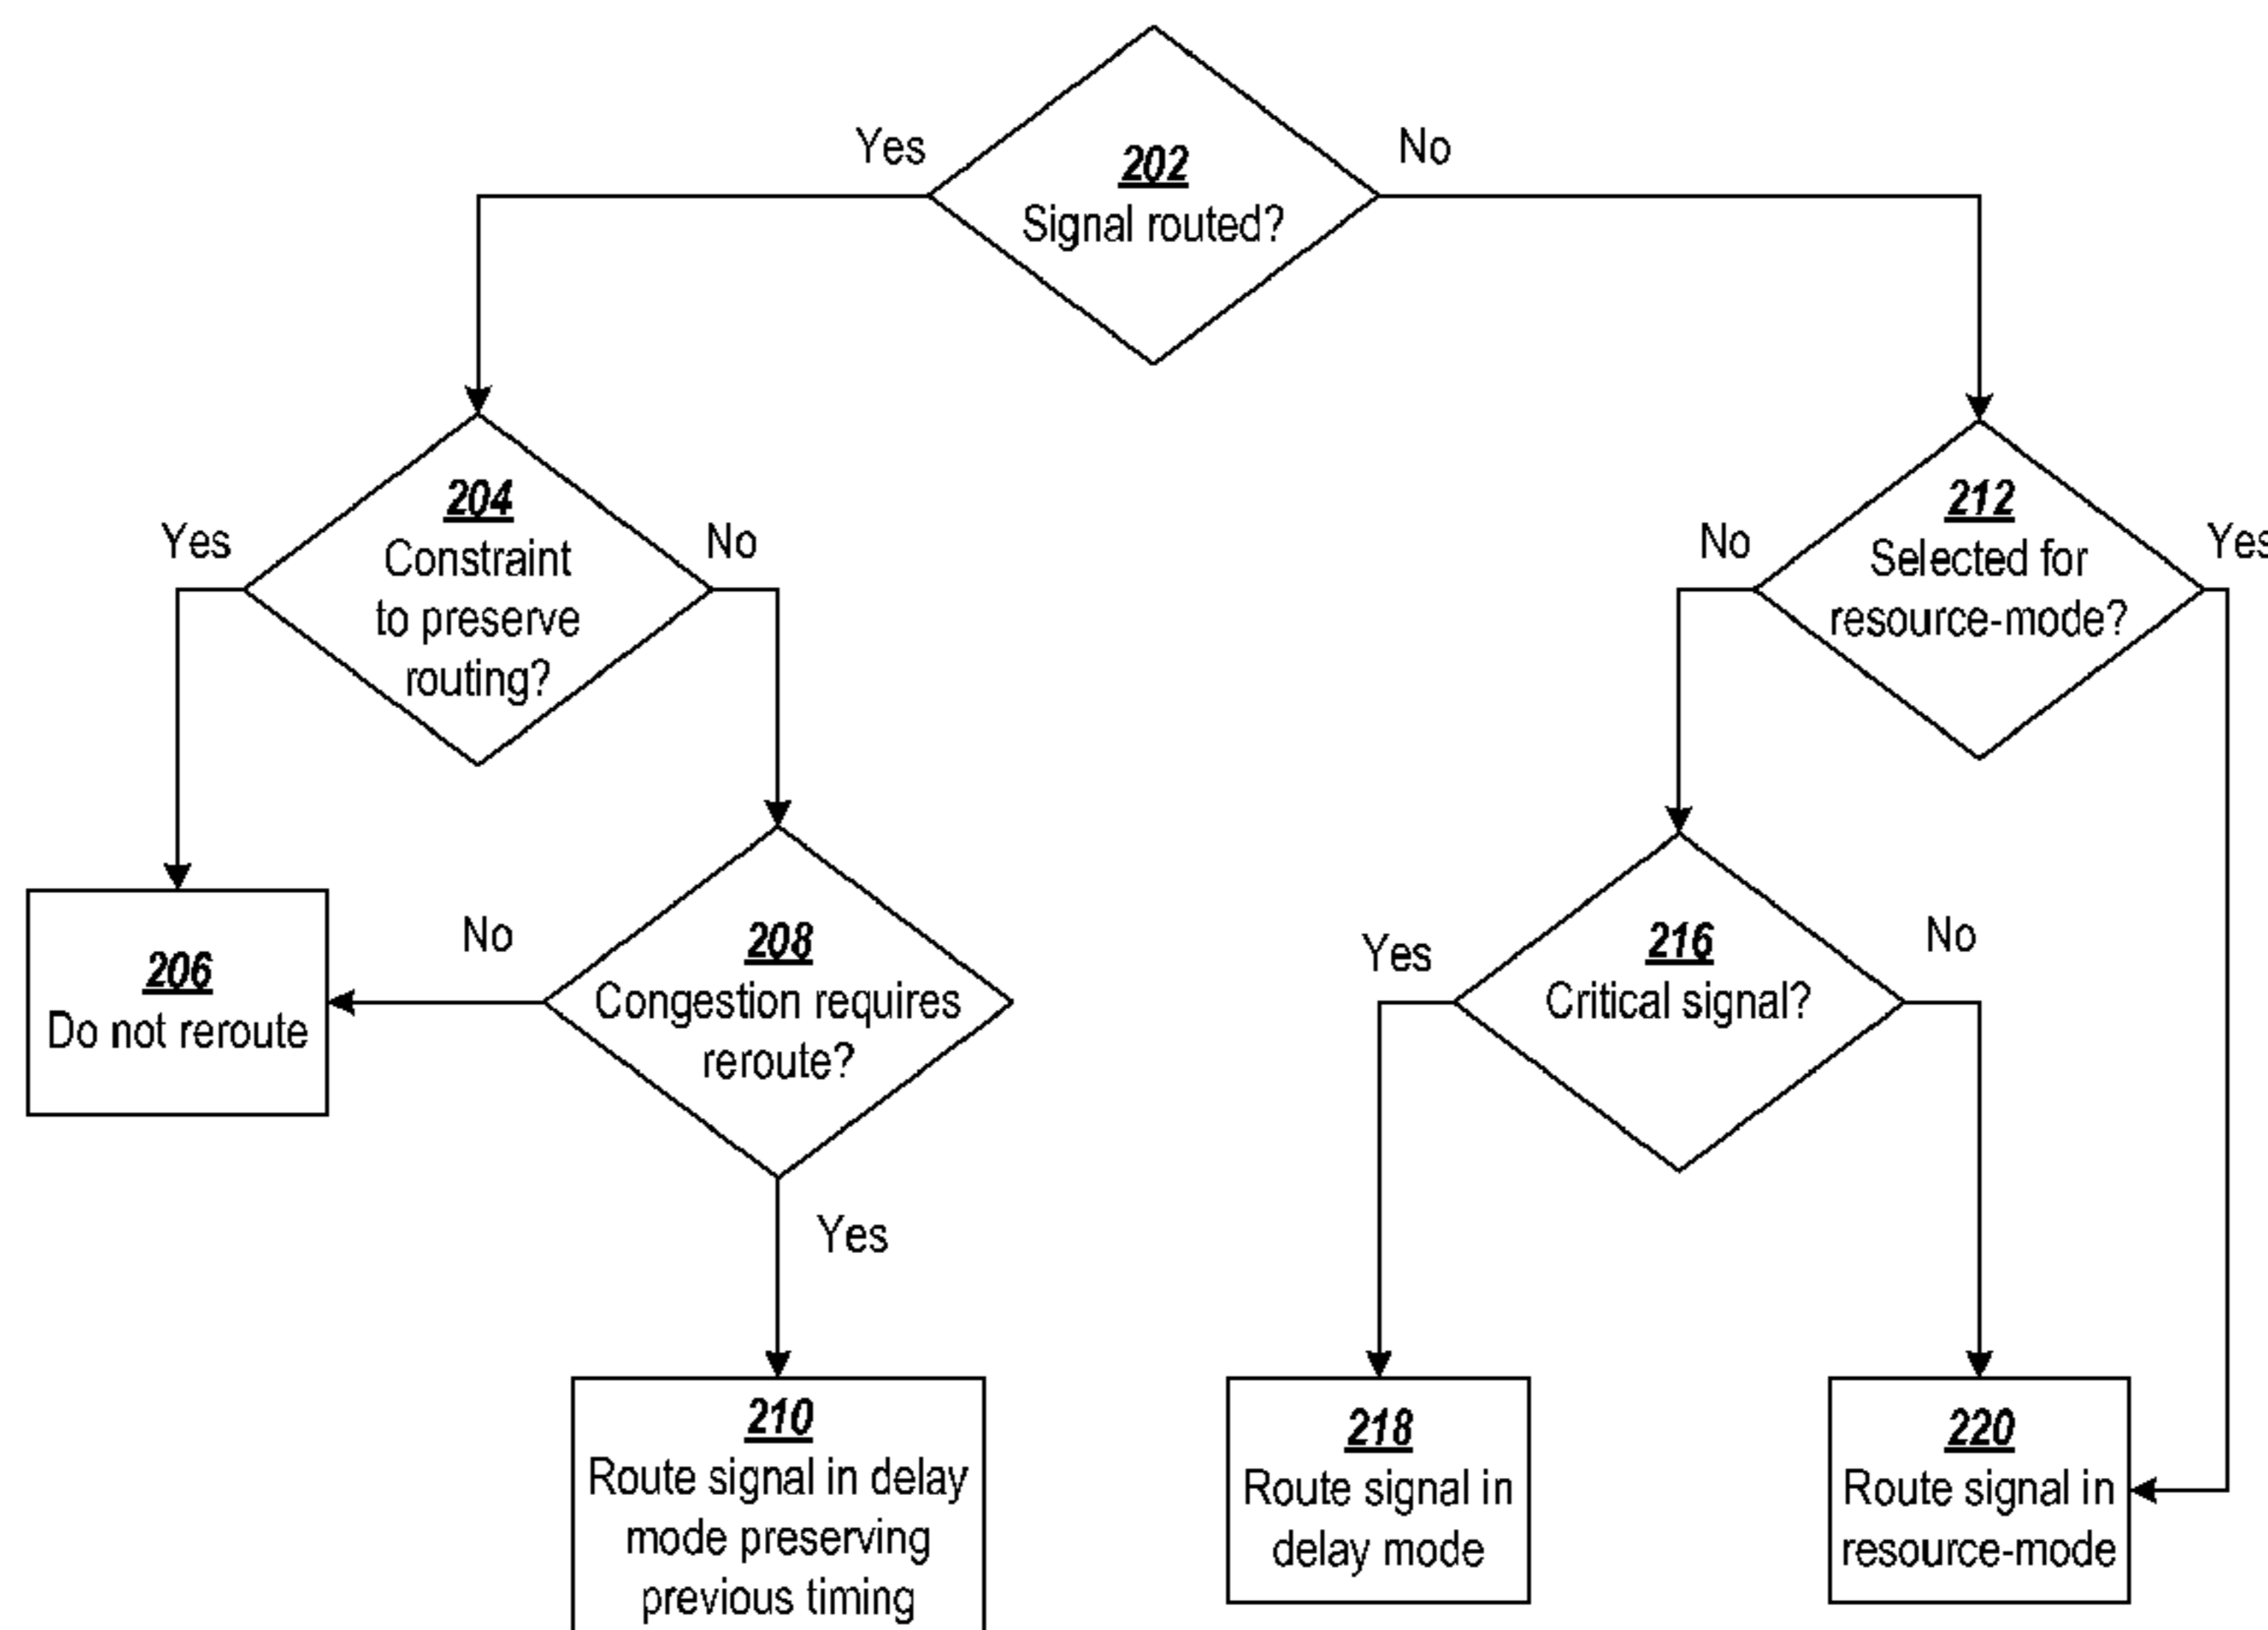 Yes
202
Signal routed?
No
Yes
204
Constraint
to preserve
routing?
No
No
212
Selected for
resource-mode?
Yes
206
Do not reroute
No
208
Congestion requires
reroute?
Yes
Yes
216
Critical signal?
No
210
Route signal in delay
mode preserving
previous timing
218
Route signal in
delay mode
220
Route signal in
resource-mode